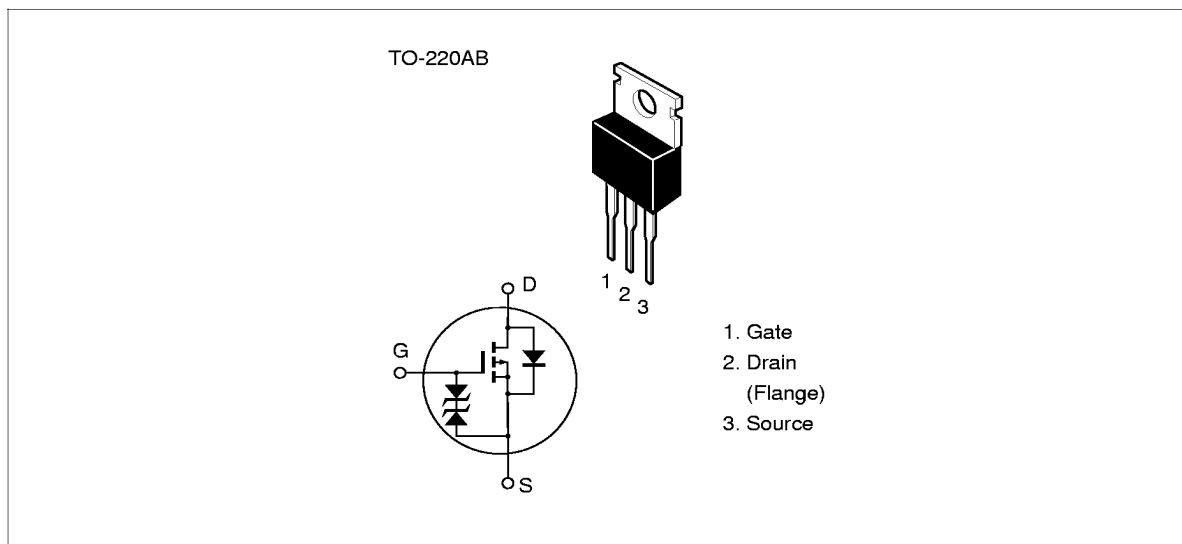 TO-220AB
1
2
3
D
G
S
1. Gate
2. Drain
(Flange)
3. Source